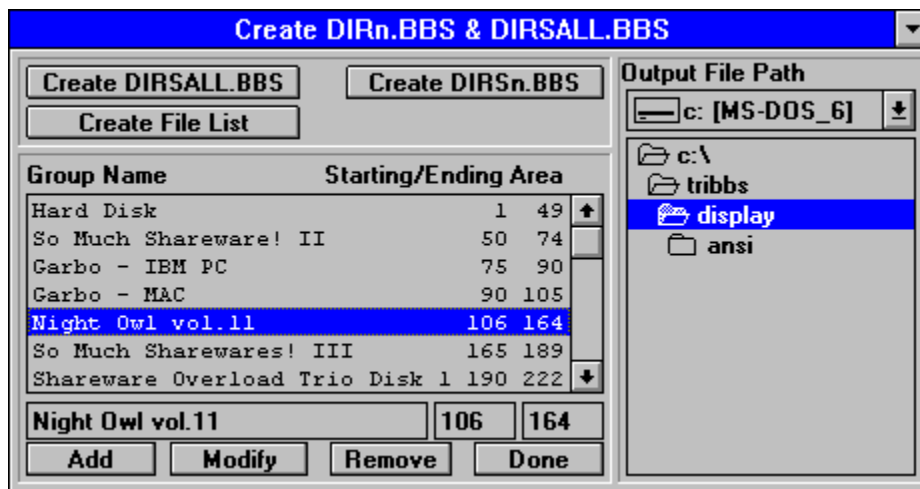 Create DIRn.BBS & DIRSALL.BBS
Create DIRSALL.BBS Create DIRSn.BBS
Create File List
Group Name Starting/Ending Area
Hard Disk 1 49
So Much Shareware! II 50 74
Garbo - IBM PC 75 90
Garbo - MAC 90 105
Night Owl vol.11 106 164
So Much Sharewares! III 165 189
Shareware Overload Trio Disk 1 190 222
Night Owl vol.11 106 164
Add Modify Remove Done
Output File Path
c: [MS-DOS_6]
c:\
tribbs
display
ansi